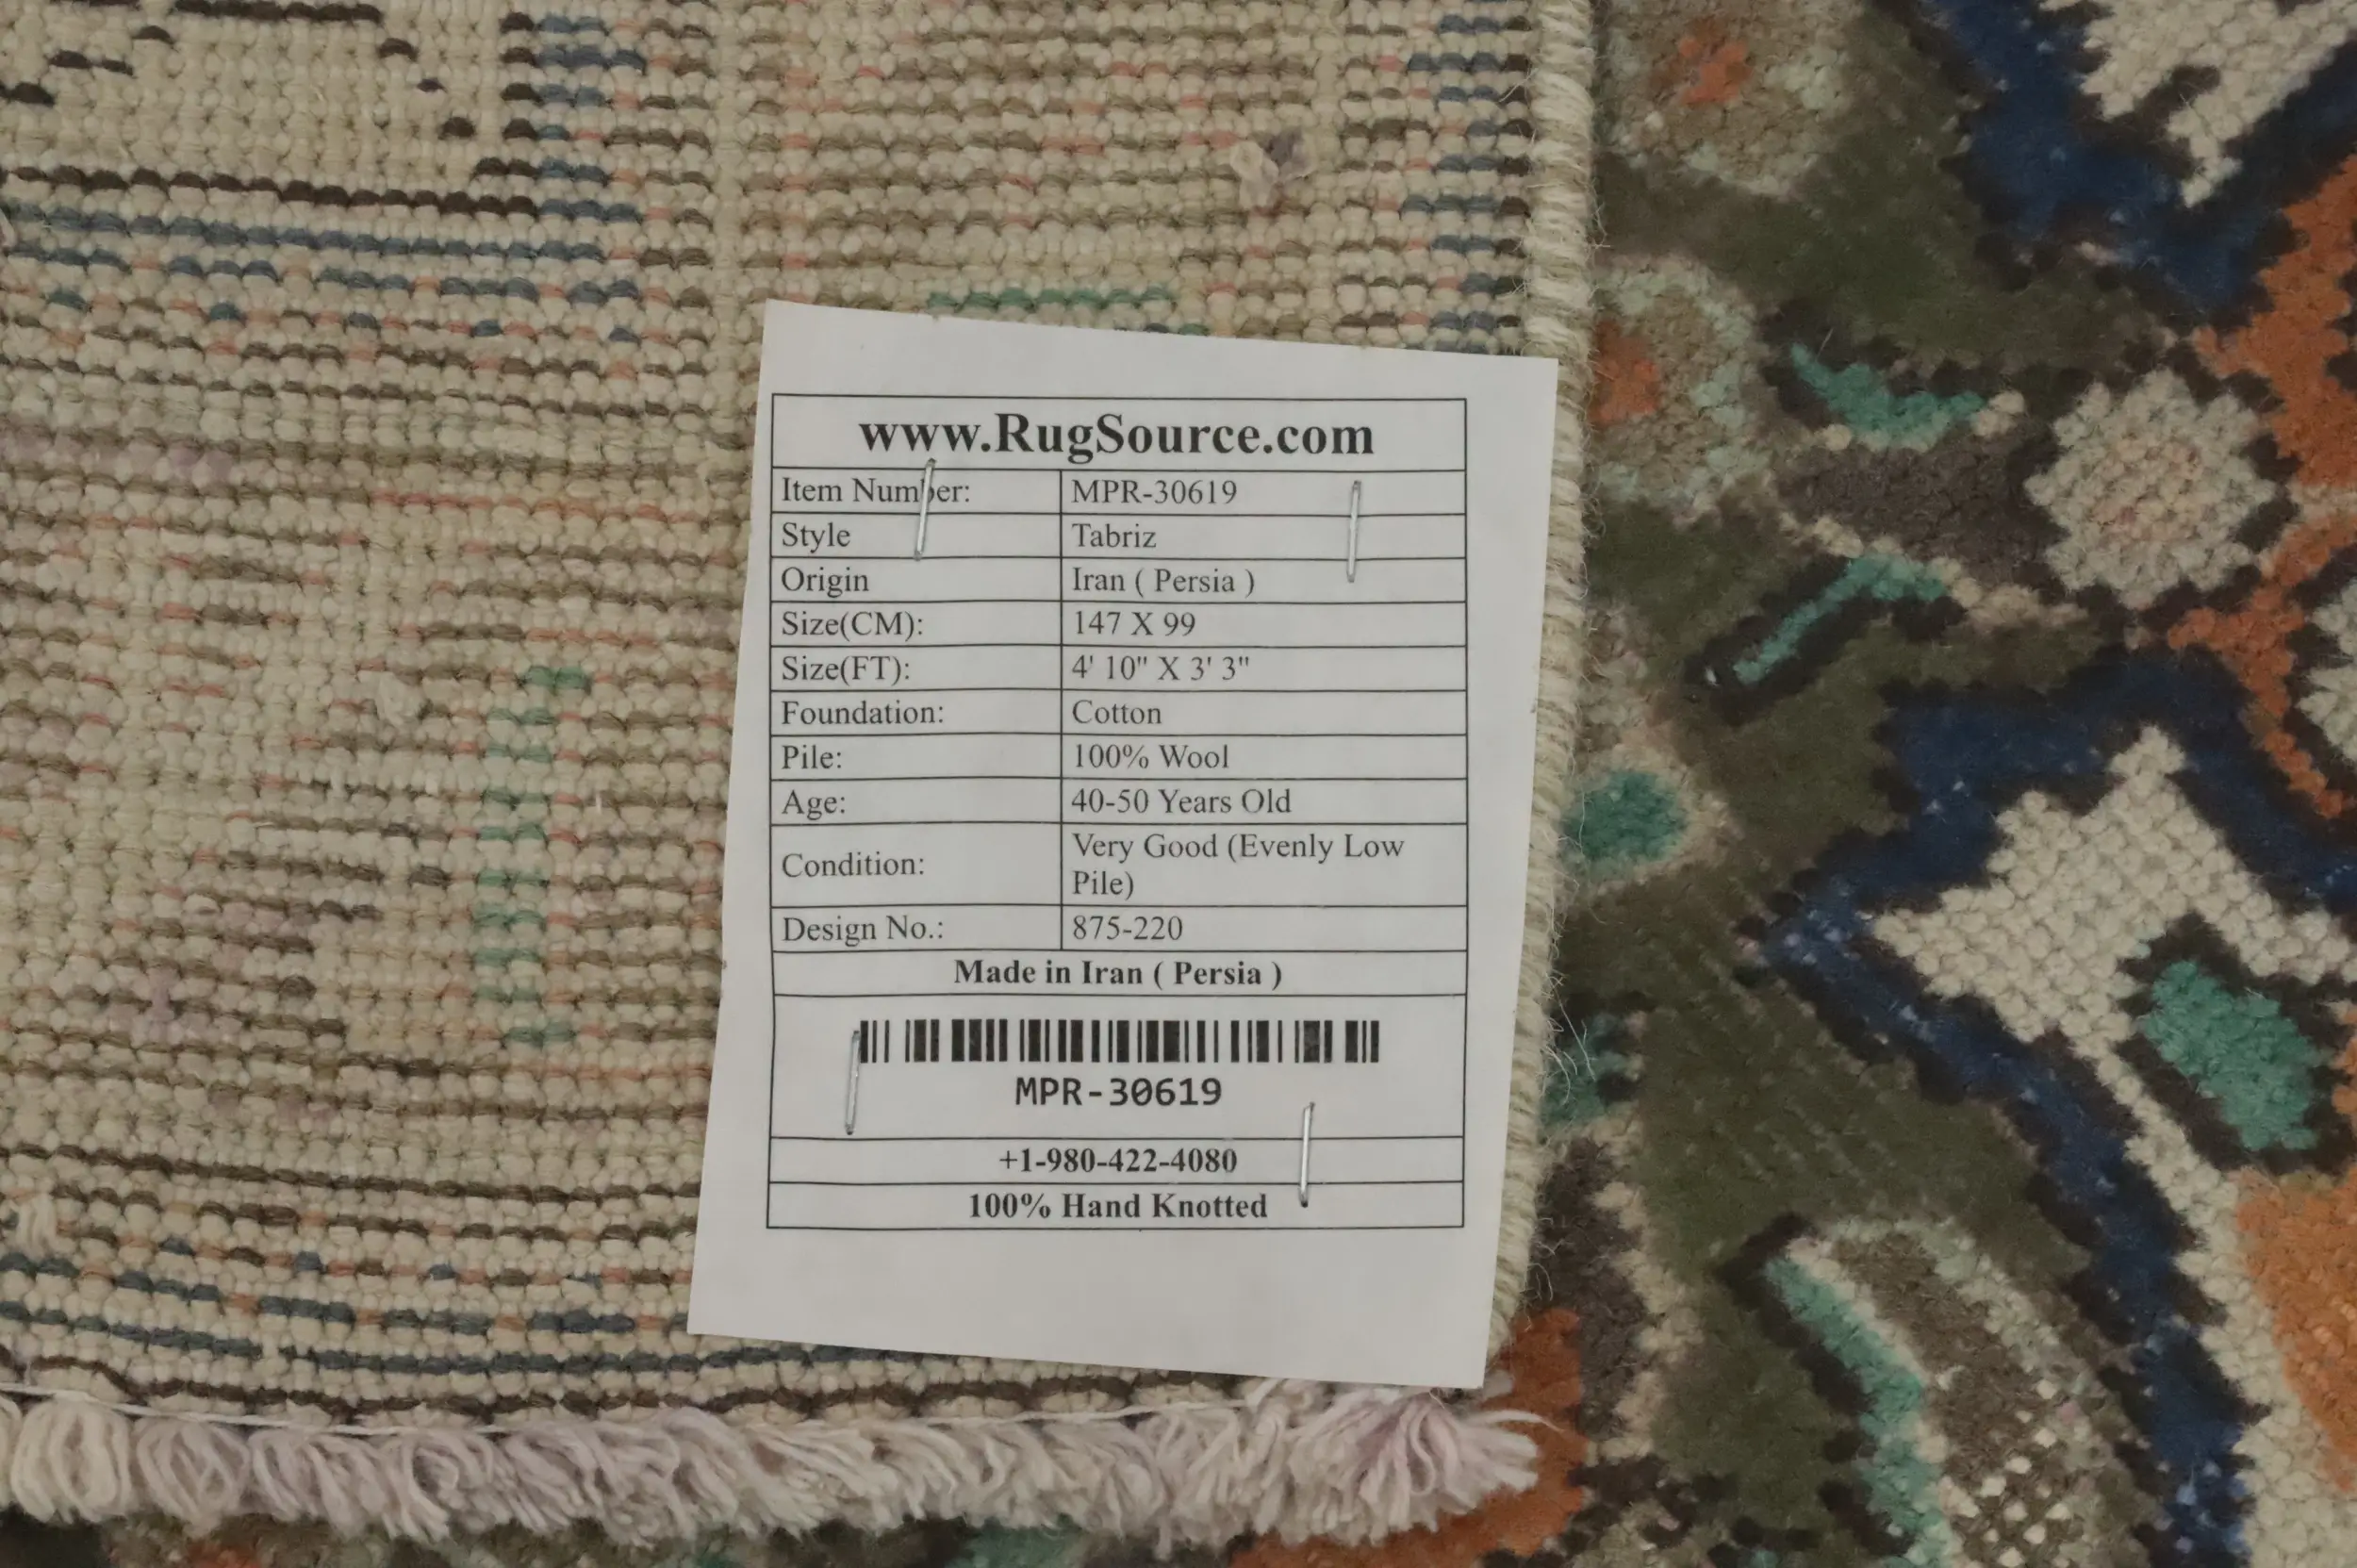 www.RugSource.com
Item Number: MPR-30619
Style Tabriz
Origin Iran ( Persia )
Size(CM): 147 X 99
Size(FT): 4' 10" X 3' 3"
Foundation: Cotton
Pile: 100% Wool
Age: 40-50 Years Old
Condition: Very Good (Evenly Low
Pile)
Design No.: 875-220
Made in Iran ( Persia )
MPR-30619
+1-980-422-4080
100% Hand Knotted